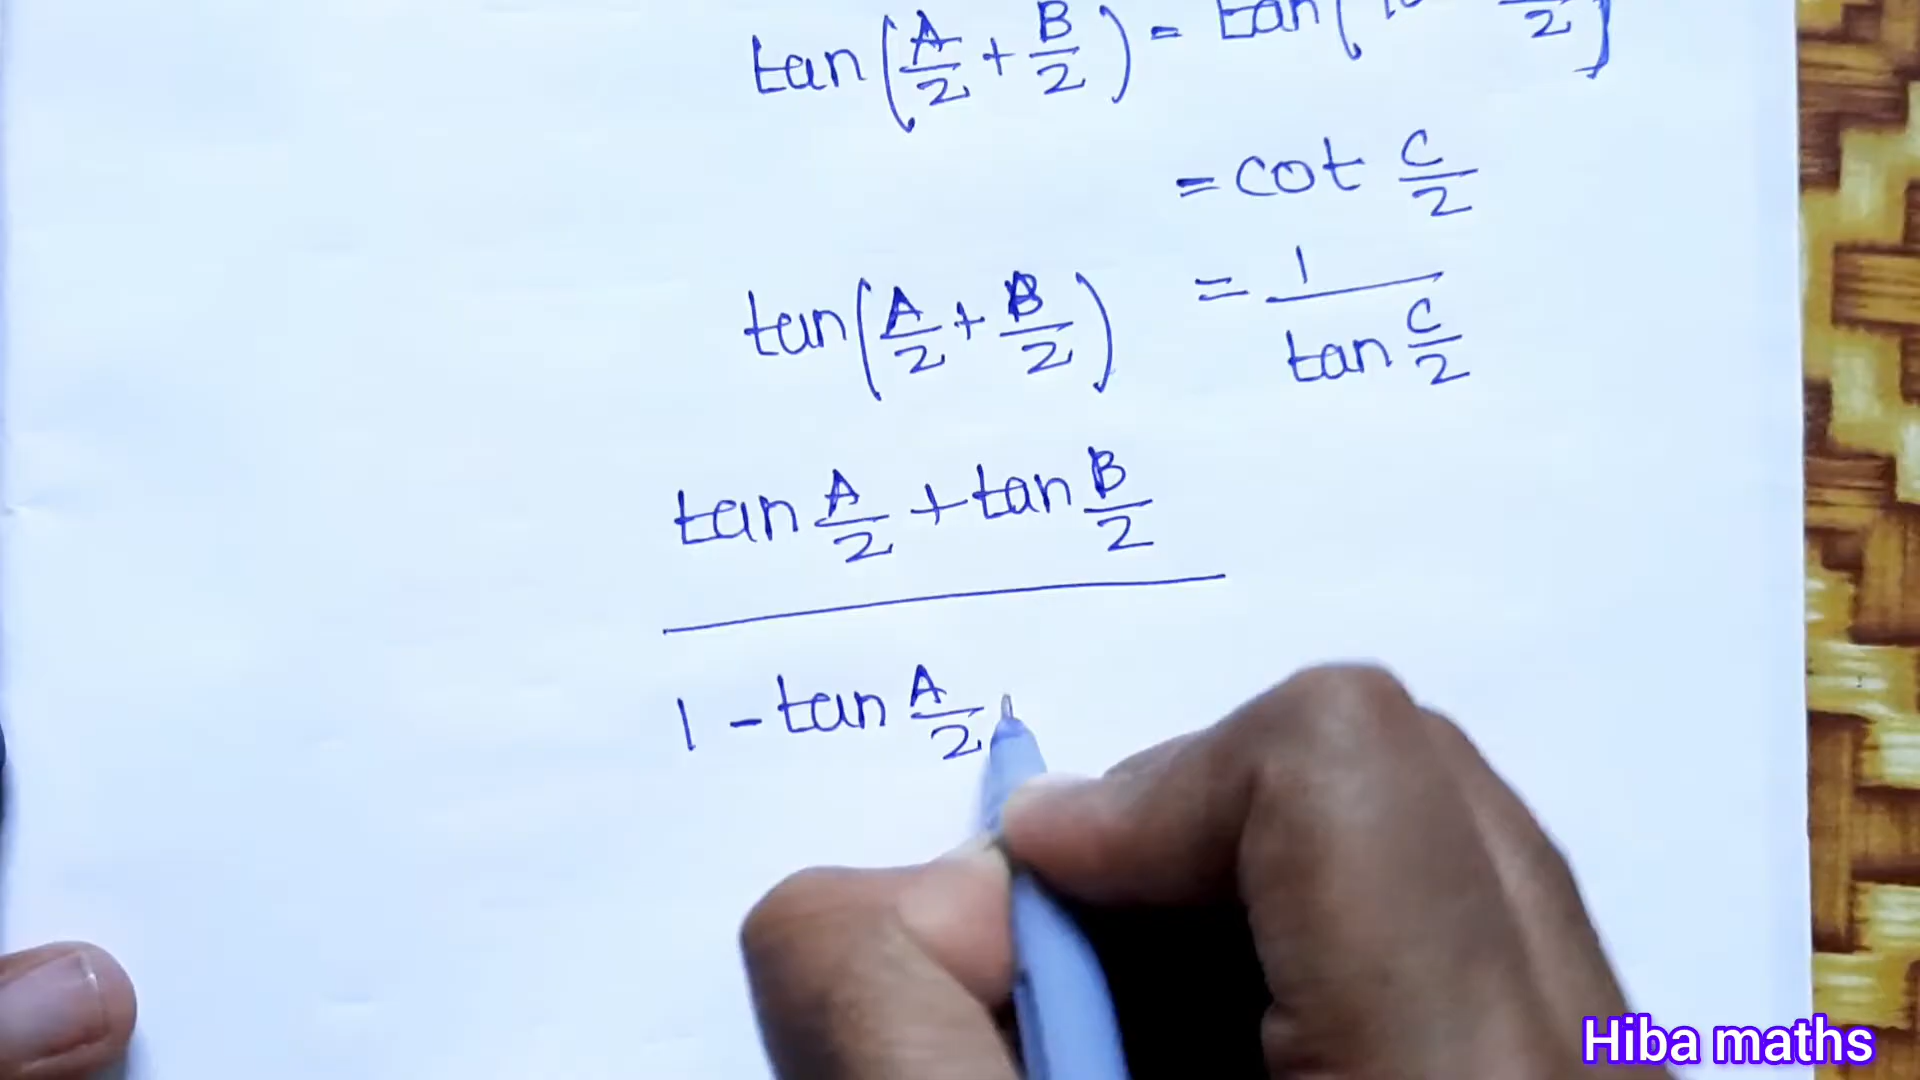 tan(A/2 + B/2) = tan(
= cot C/2
tan(A/2 + B/2) = 1/tan C/2
tan A/2 + tan B/2
1 - tan A/2
Hiba maths